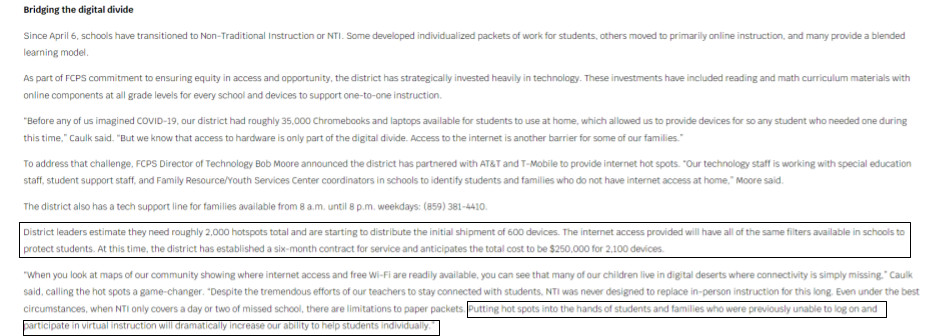 Bridging the digital divide
Since April 6, schools have transitioned to Non-Traditional Instruction or NTI. Some developed individualized packets of work for students, others moved to primarily online instruction, and many provide a blended
learning model.
As part of FCPS commitment to ensuring equity in access and opportunity, the district has strategically invested heavily in technology. These investments have included reading and math curriculum materials with
online components at all grade levels for every school and devices to support one-to-one instruction.
"Before any of us imagined COVID-19, our district had roughly 35,000 Chromebooks and laptops available for students to use at home, which allowed us to provide devices for so any student who needed one during
this time," Caulk said. "But we know that access to hardware is only part of the digital divide. Access to the internet is another barrier for some of our families."
To address that challenge, FCPS Director of Technology Bob Moore announced the district has partnered with AT&T and T-Mobile to provide internet hot spots. "Our technology staff is working with special education
staff, student support staff, and Family Resource/Youth Services Center coordinators in schools to identify students and families who do not have internet access at home," Moore said.
The district also has a tech support line for families available from 8 a.m. until 8 p.m. weekdays: (859) 381-4410.
District leaders estimate they need roughly 2,000 hotspots total and are starting to distribute the initial shipment of 600 devices. The internet access provided will have all of the same filters available in schools to
protect students. At this time, the district has established a six-month contract for service and anticipates the total cost to be $250,000 for 2,100 devices.
"When you look at maps of our community showing where internet access and free Wi-Fi are readily available, you can see that many of our children live in digital deserts where connectivity is simply missing," Caulk
said, calling the hot spots a game-changer. "Despite the tremendous efforts of our teachers to stay connected with students, NTI was never designed to replace in-person instruction for this long. Even under the best
circumstances, when NTI only covers a day or two of missed school, there are limitations to paper packets. Putting hot spots into the hands of students and families who were previously unable to log on and
participate in virtual instruction will dramatically increase our ability to help students individually."